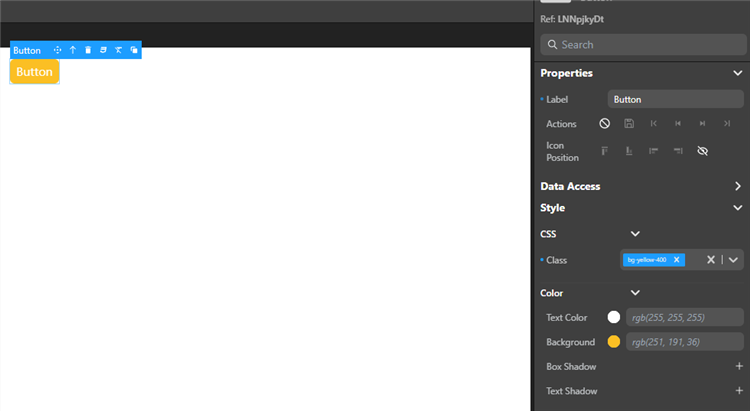 Button
Button
Ref: LNNpjkyDt
Search
Properties
Label
Button
Actions
Icon
Position
Data Access
Style
CSS
Class
bg-yellow-400
Color
Text Color
rgb(255, 255, 255)
Background
rgb(251, 191, 36)
Box Shadow
Text Shadow